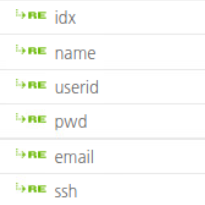 RE idx
RE name
RE userid
RE pwd
RE email
RE ssh